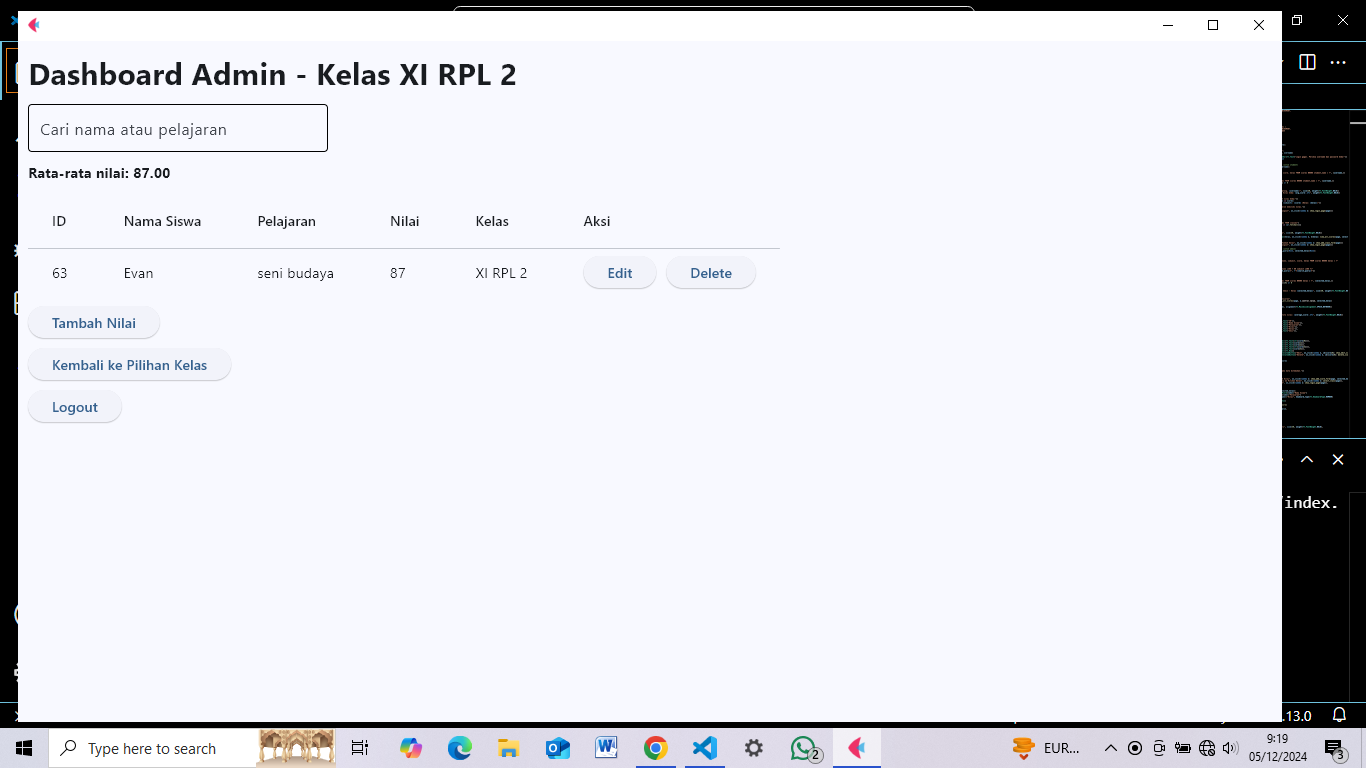 Dashboard Admin - Kelas XI RPL 2
Cari nama atau pelajaran
Rata-rata nilai: 87.00
ID Nama Siswa Pelajaran Nilai Kelas Aksi
63 Evan seni budaya 87 XI RPL 2 Edit Delete
Tambah Nilai
Kembali ke Pilihan Kelas
Logout
/index.
.13.0
Type here to search
2
EUR...
9:19
05/12/2024
3